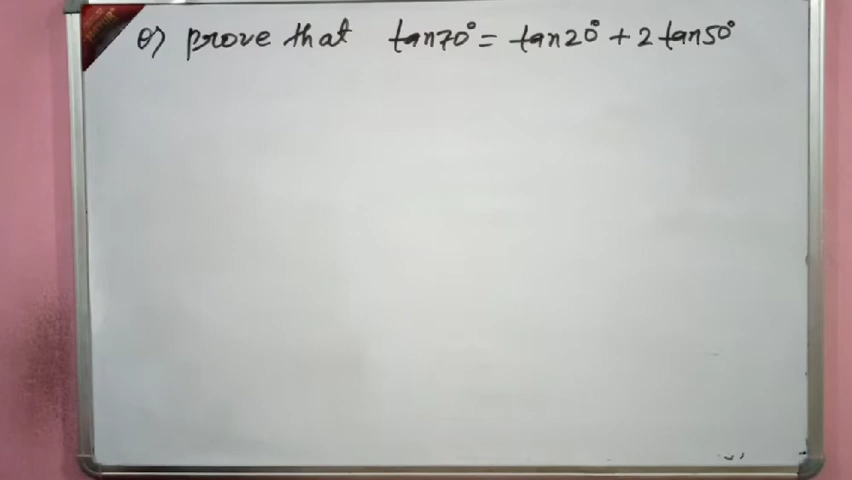 Q) prove that tan70° = tan20° + 2 tan50°